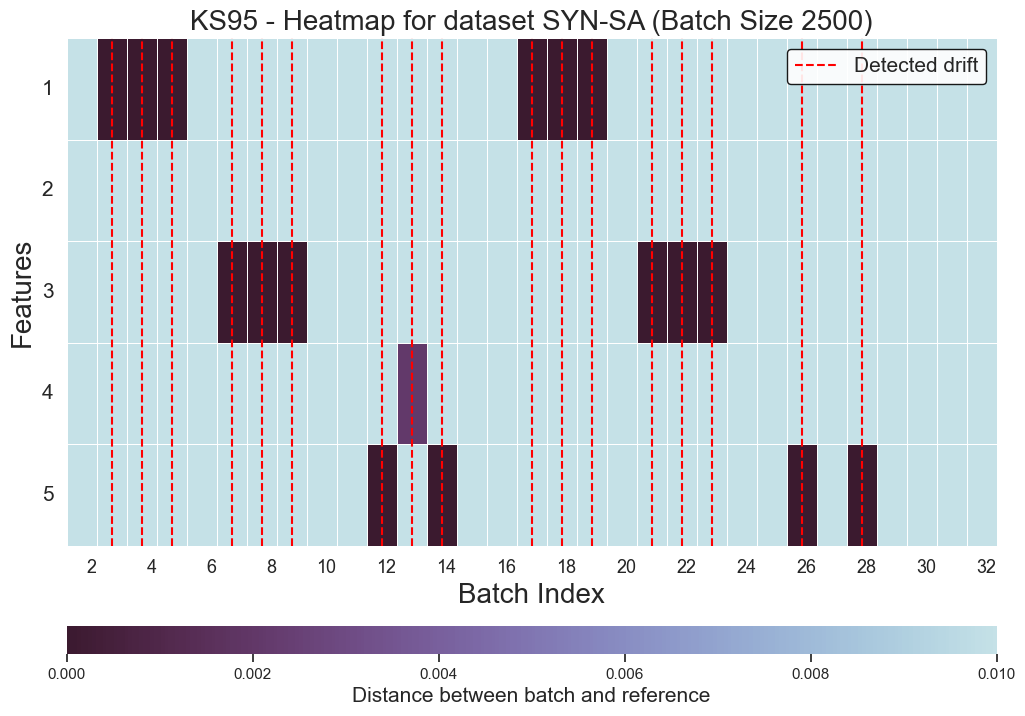 KS95 - Heatmap for dataset SYN-SA (Batch Size 2500)
Detected drift
Features
1
2
3
4
5
2 4 6 8 10 12 14 16 18 20 22 24 26 28 30 32
Batch Index
0.000 0.002 0.004 0.006 0.008 0.010
Distance between batch and reference